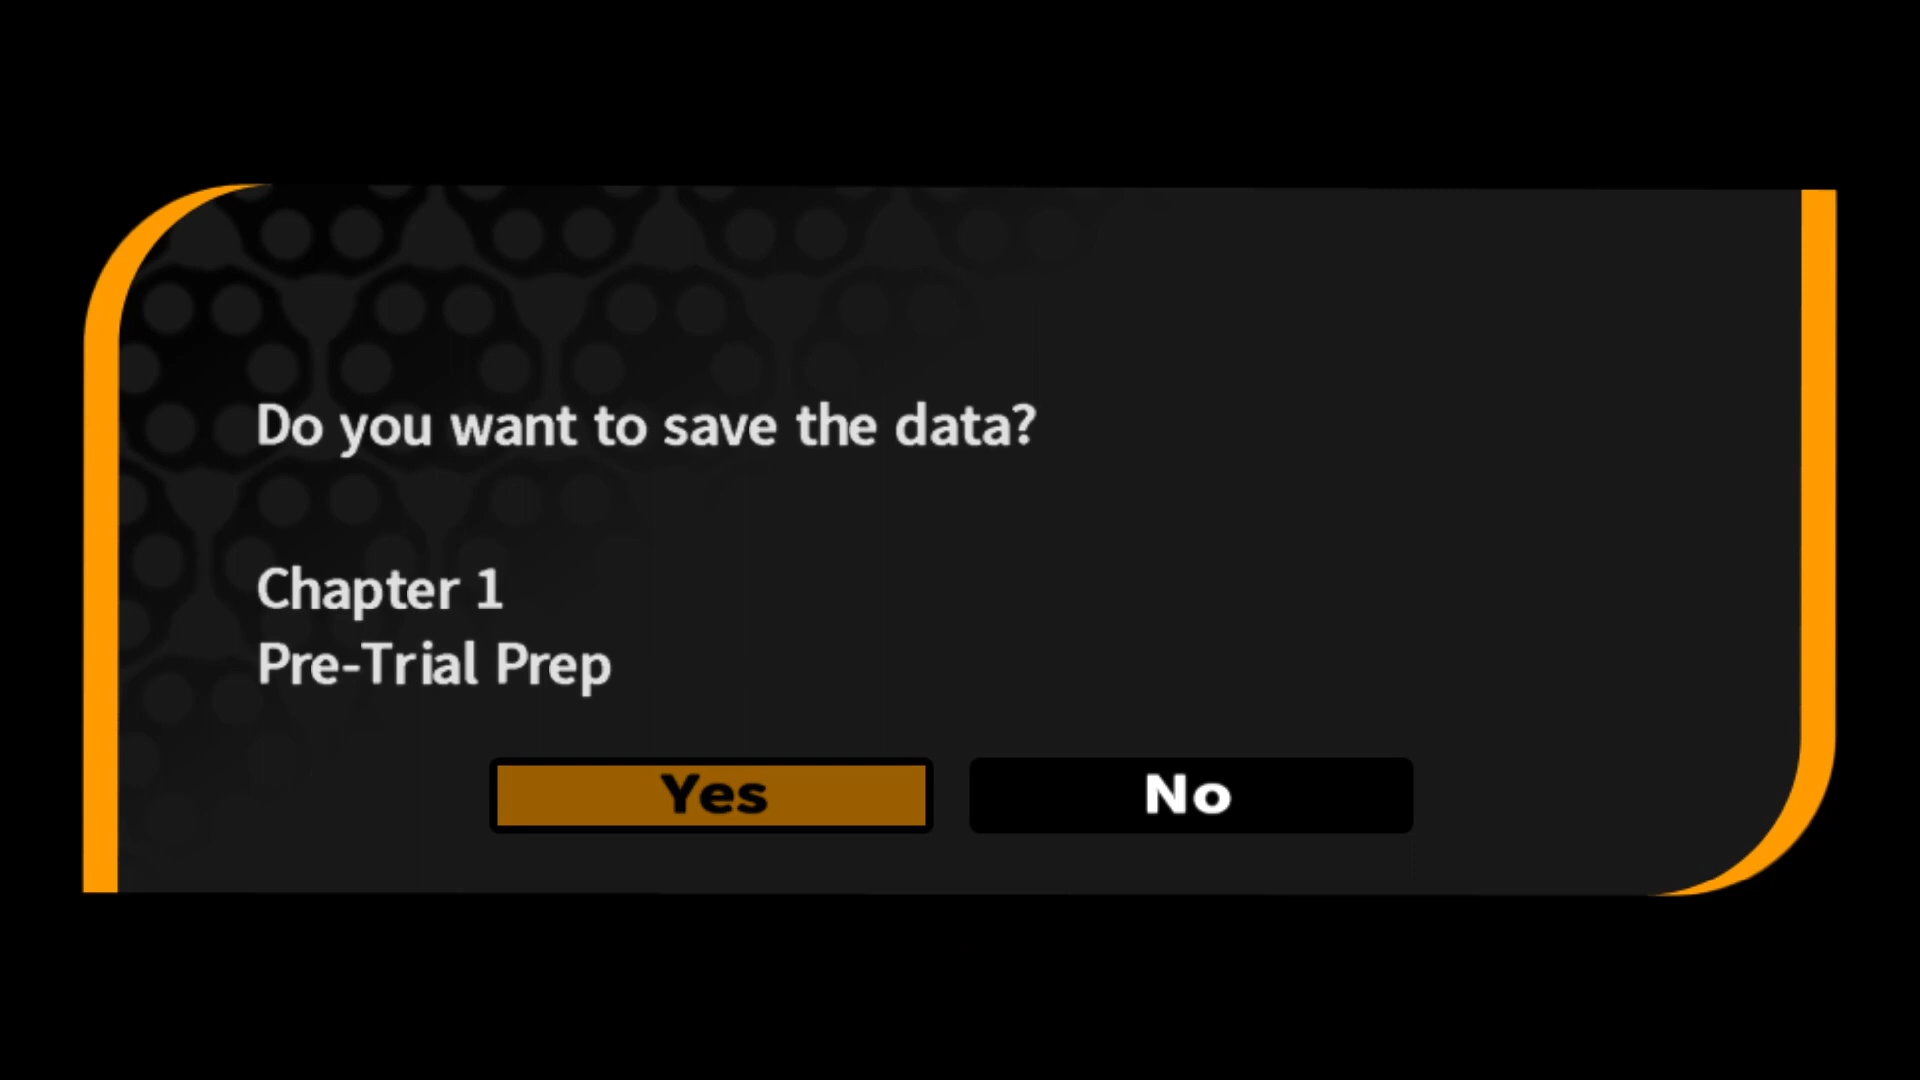 Do you want to save the data?
Chapter 1
Pre-Trial Prep
Yes
No